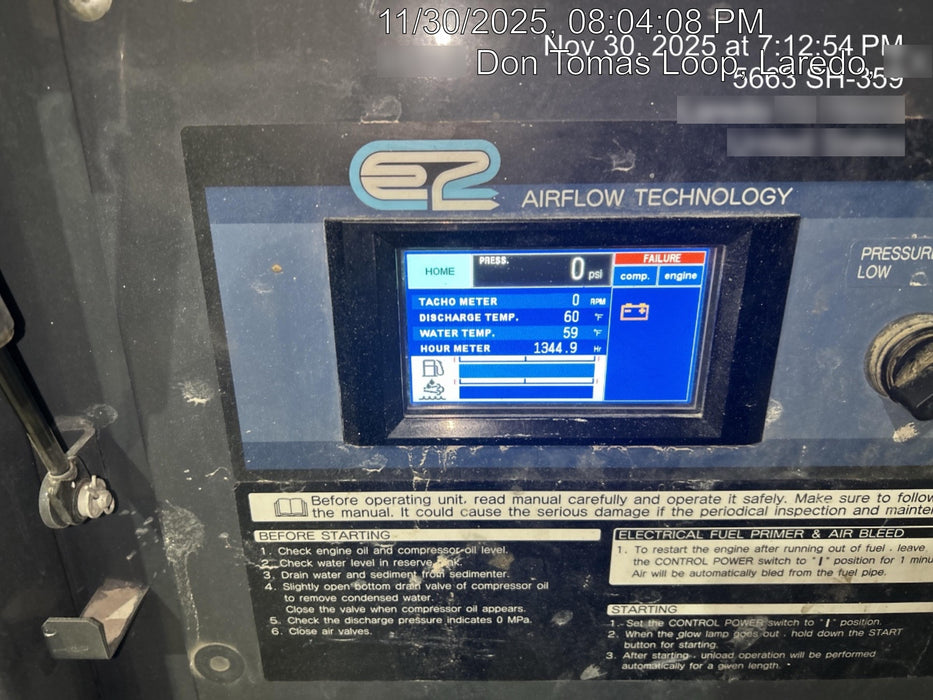 11/30/2025, 08:04:08 PM
Nov 30, 2025 at 7:12:54 PM
Don Tomas Loop, Laredo,
5663 SH-359
E2 AIRFLOW TECHNOLOGY
HOME
PRESS. 0 psi
FAILURE
comp. engine
TACHO METER 0 RPM
DISCHARGE TEMP. 60 °F
WATER TEMP. 59 °F
HOUR METER 1344.9 Hr
PRESSURE
LOW
Before operating unit, read manual carefully and operate it safely. Make sure to follow
the manual. It could cause the serious damage if the periodical inspection and
BEFORE STARTING
1. Check engine oil and compressor oil level.
2. Check water level in reserve
3. Drain water and sediment from sedimenter.
4. Slightly open bottom drain valve of compressor oil
to remove condensed water.
Close the valve when compressor oil appears.
5. Check the discharge pressure indicates 0 MPa.
6. Close air valves.
ELECTRICAL FUEL PRIMER & AIR BLEED
1. To restart the engine after running out of fuel, leave
the CONTROL POWER switch to "I" position for 1
Air will be automatically bled from the fuel pipe.
STARTING
1. Set the CONTROL POWER switch to "I" position.
2. When the glow lamp goes out, hold down the START
button for starting.
3. After starting, unload operation will be performed
automatically for a given length.